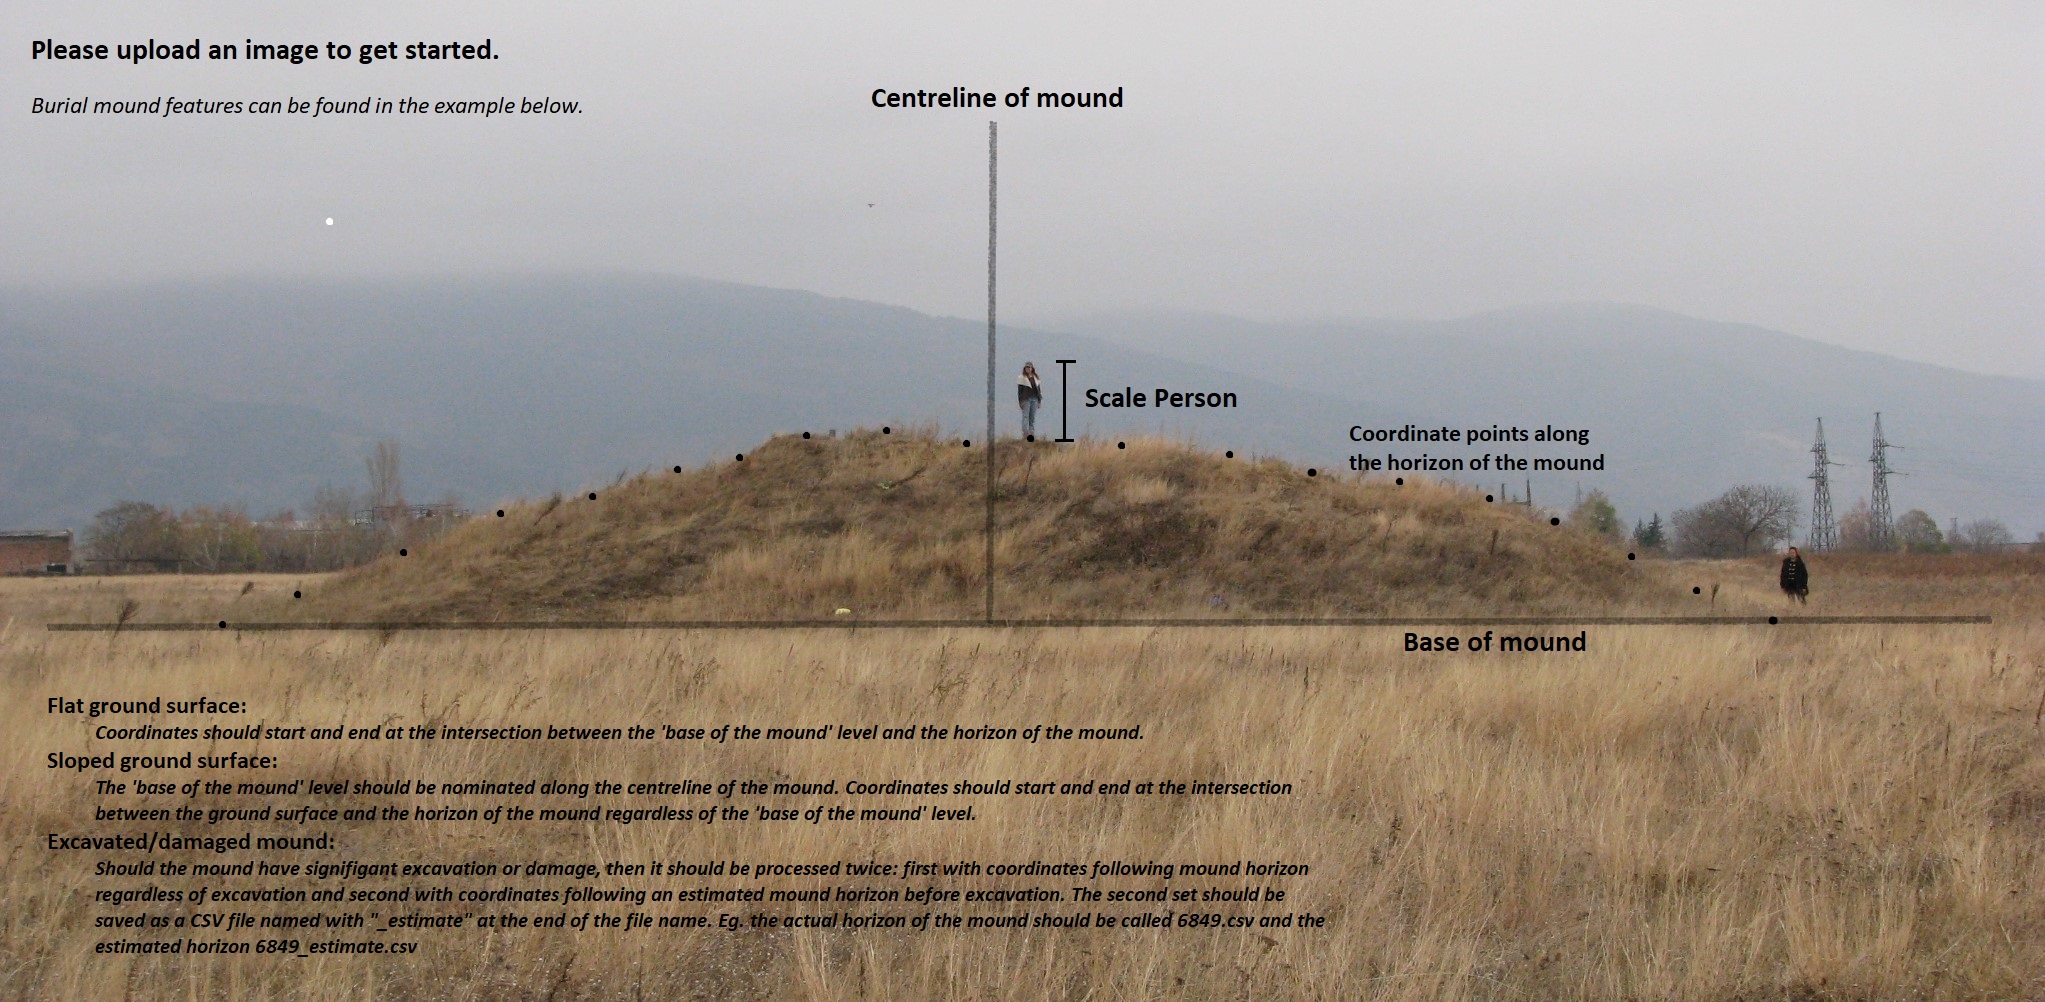 Please upload an image to get started.
Burial mound features can be found in the example below.
Centreline of mound
Scale Person
Coordinate points along
the horizon of the mound
Base of mound
Flat ground surface:
Coordinates should start and end at the intersection between the 'base of the mound' level and the horizon of the mound.
Sloped ground surface:
The 'base of the mound' level should be nominated along the centreline of the mound. Coordinates should start and end at the intersection
between the ground surface and the horizon of the mound regardless of the 'base of the mound' level.
Excavated/damaged mound:
Should the mound have signifigant excavation or damage, then it should be processed twice: first with coordinates following mound horizon
regardless of excavation and second with coordinates following an estimated mound horizon before excavation. The second set should be
saved as a CSV file named with "_estimate" at the end of the file name. Eg. the actual horizon of the mound should be called 6849.csv and the
estimated horizon 6849_estimate.csv